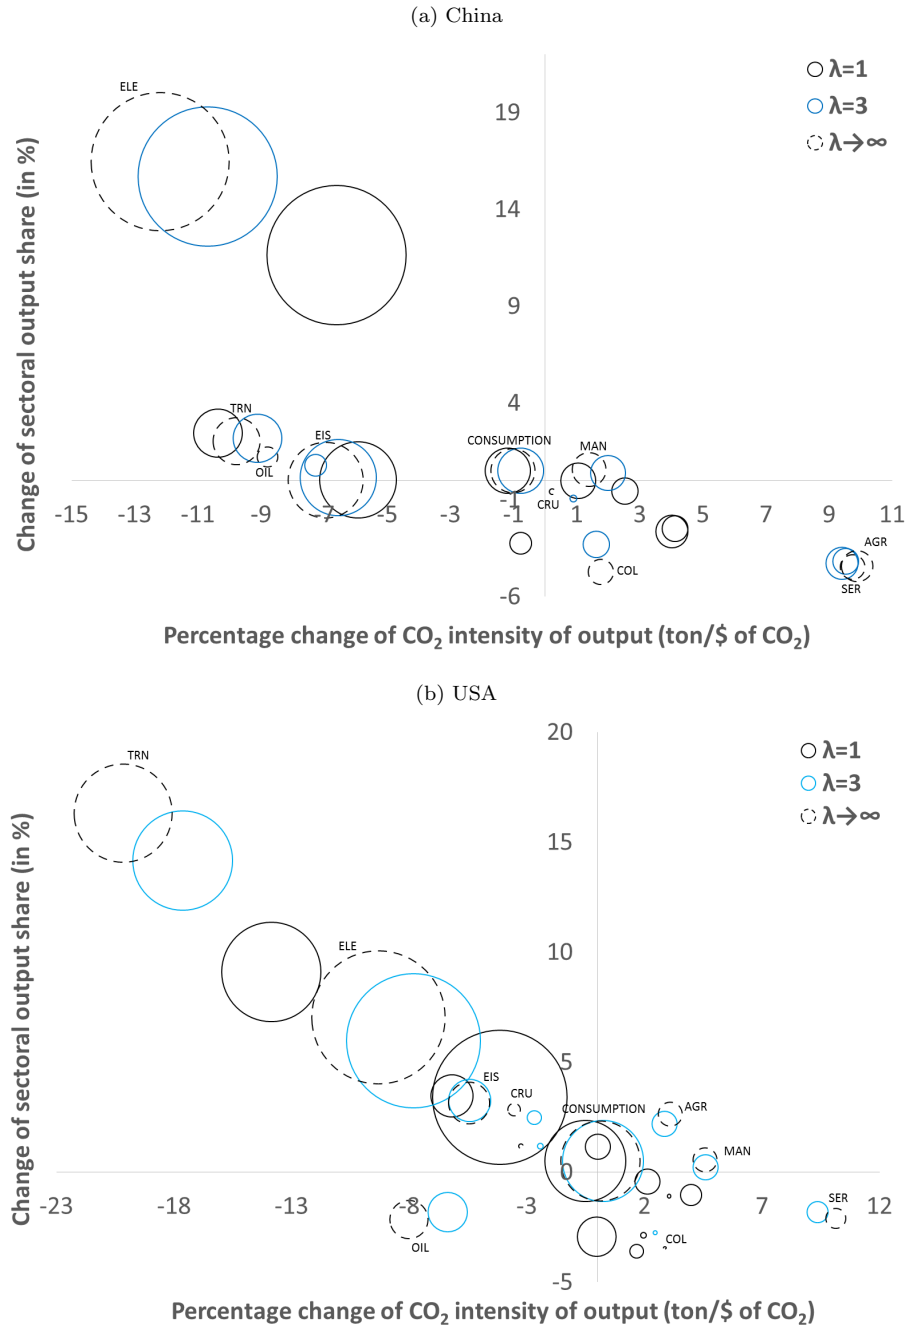 (a) China
ELE
λ=1
λ=3
λ→∞
19
14
9
4
TRN
OIL
EIS
CONSUMPTION
MAN
CRU
-1
-15 -13 -11 -9 -7 -5 -3 -1 1 3 5 7 9 11
COL
AGR
SER
-6
Change of sectoral output share (in %)
Percentage change of CO2 intensity of output (ton/$ of CO2)
(b) USA
20
TRN
λ=1
λ=3
λ→∞
15
ELE
10
5
EIS
CRU
CONSUMPTION
AGR
MAN
0
-23 -18 -13 -8 -3 2 7 12
SER
OIL
COL
-5
Change of sectoral output share (in %)
Percentage change of CO2 intensity of output (ton/$ of CO2)